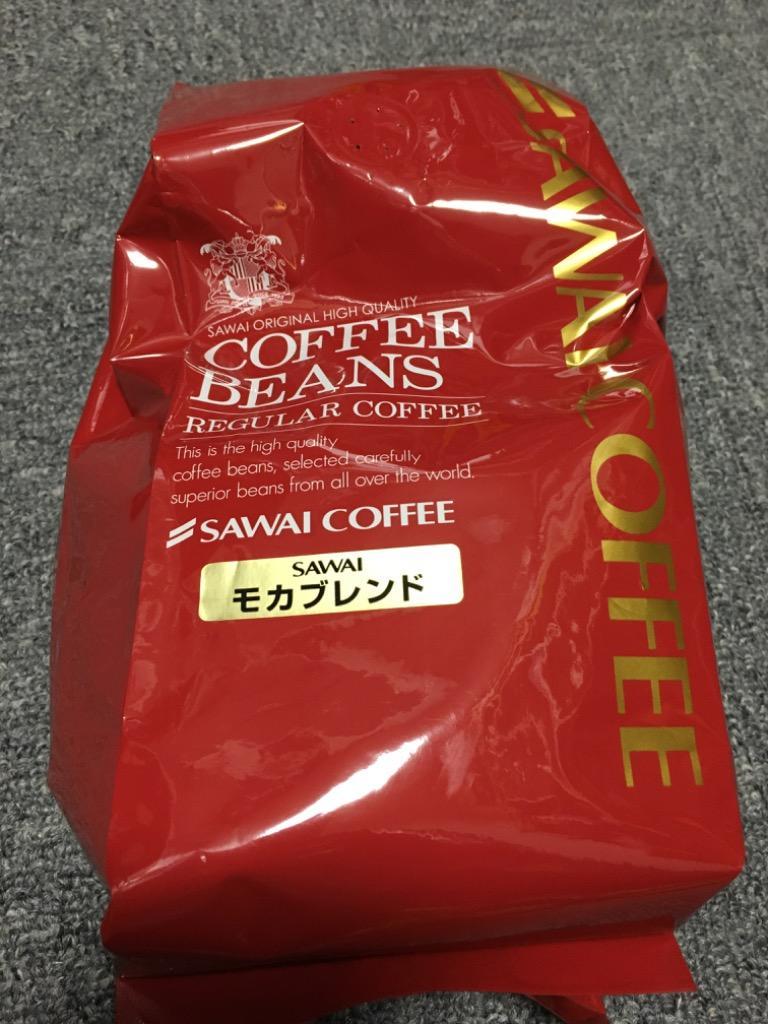 SAWAI ORIGINAL HIGH QUALITY
COFFEE
BEANS
REGULAR COFFEE
This is the high quality
coffee beans, selected carefully
superior beans from all over the world.
SAWAI COFFEE
SAWAI
モカブレンド
SAWAI COFFEE